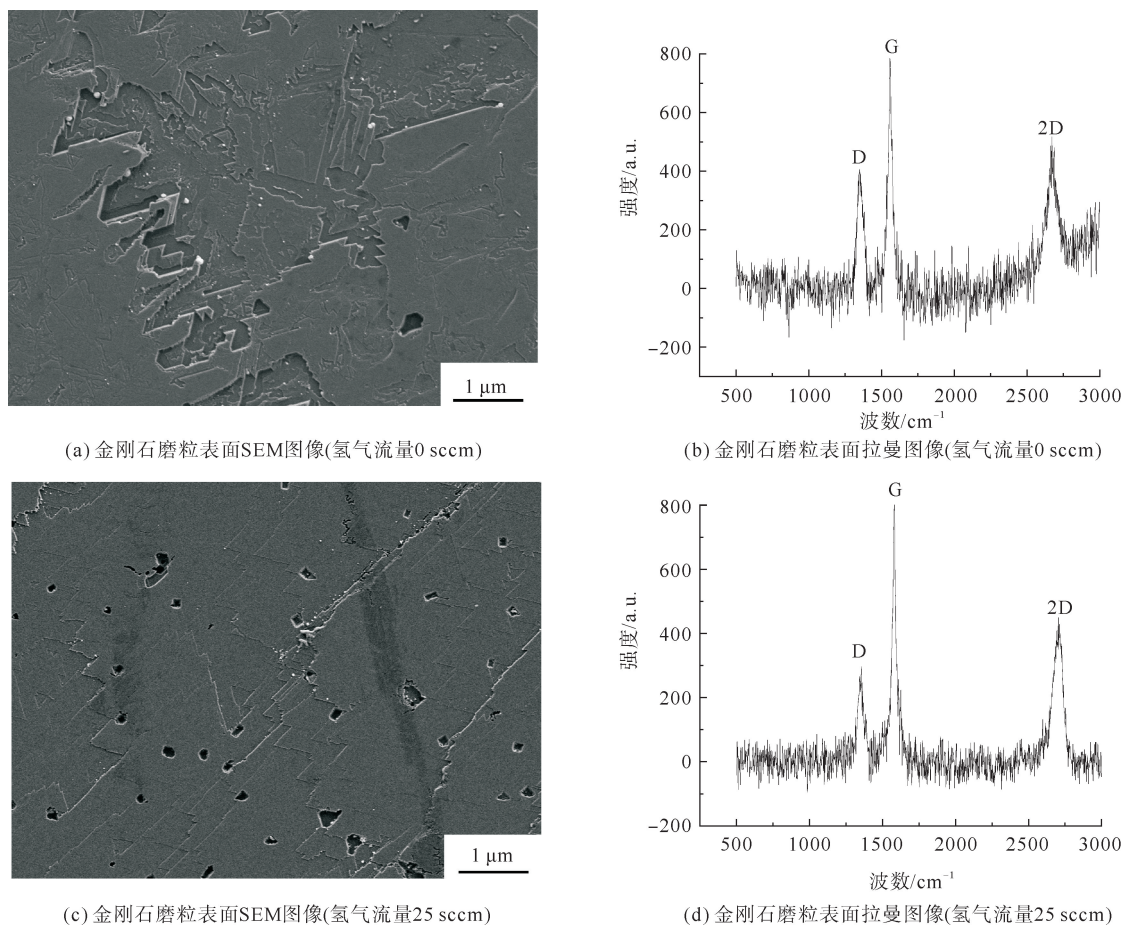 1 μm
(a) 金刚石磨粒表面SEM图像(氢气流量0 sccm)
800
600
400
200
0
−200
强度/a.u.
D
G
2D
500 1000 1500 2000 2500 3000
波数/cm⁻¹
(b) 金刚石磨粒表面拉曼图像(氢气流量0 sccm)
1 μm
(c) 金刚石磨粒表面SEM图像(氢气流量25 sccm)
800
600
400
200
0
−200
强度/a.u.
D
G
2D
500 1000 1500 2000 2500 3000
波数/cm⁻¹
(d) 金刚石磨粒表面拉曼图像(氢气流量25 sccm)